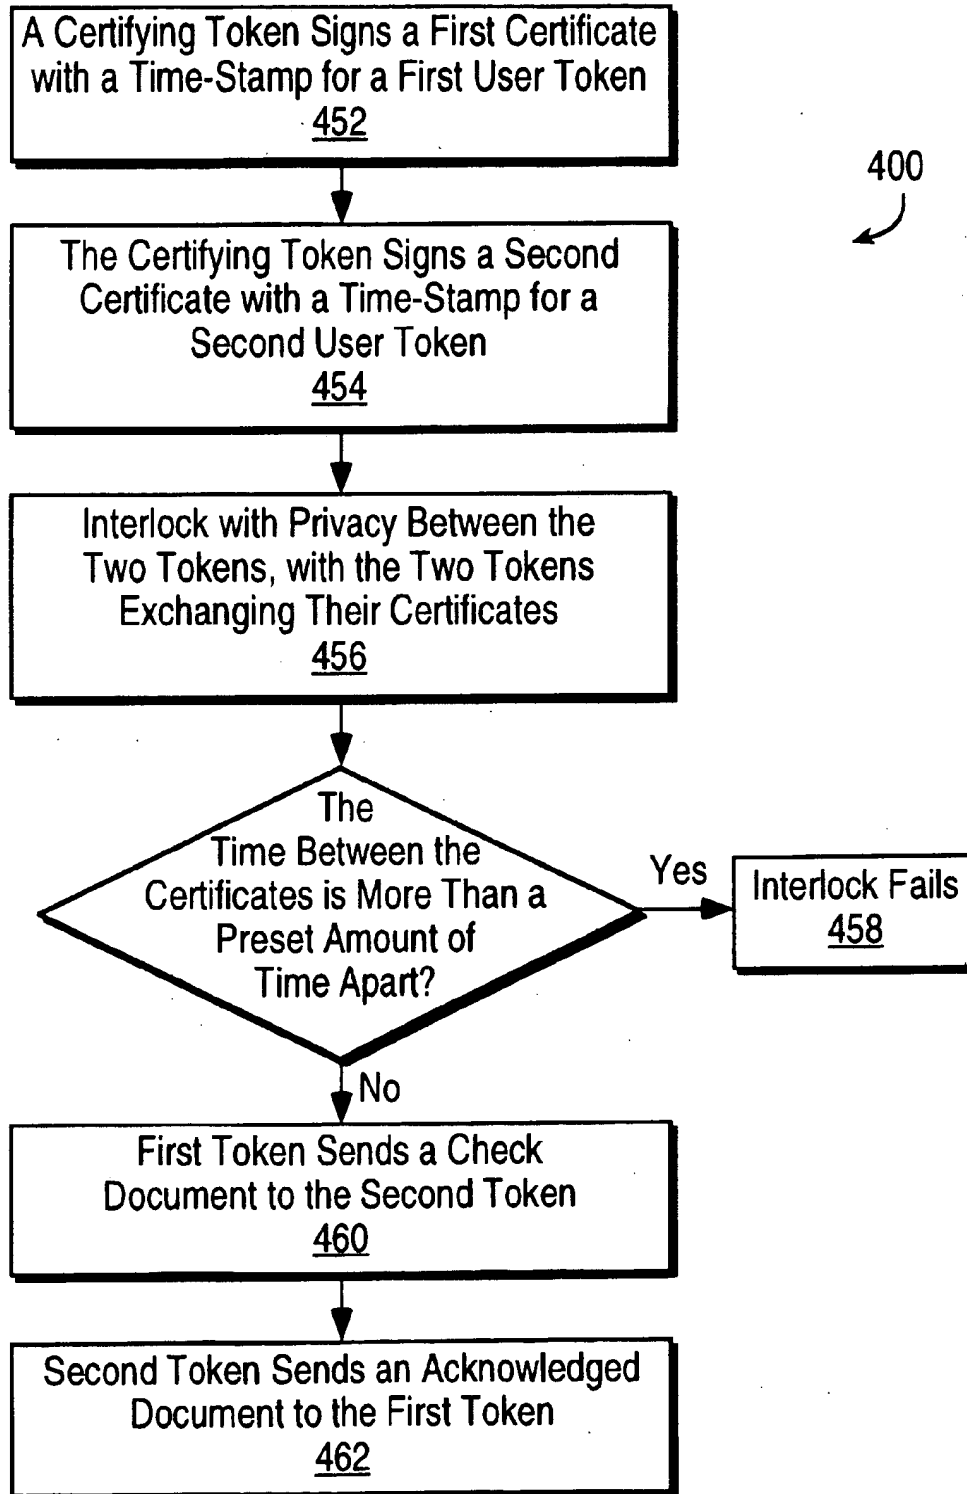 A Certifying Token Signs a First Certificate
with a Time-Stamp for a First User Token
452
400
The Certifying Token Signs a Second
Certificate with a Time-Stamp for a
Second User Token
454
Interlock with Privacy Between the
Two Tokens, with the Two Tokens
Exchanging Their Certificates
456
The
Time Between the
Certificates is More Than a
Preset Amount of
Time Apart?
Yes
Interlock Fails
458
No
First Token Sends a Check
Document to the Second Token
460
Second Token Sends an Acknowledged
Document to the First Token
462